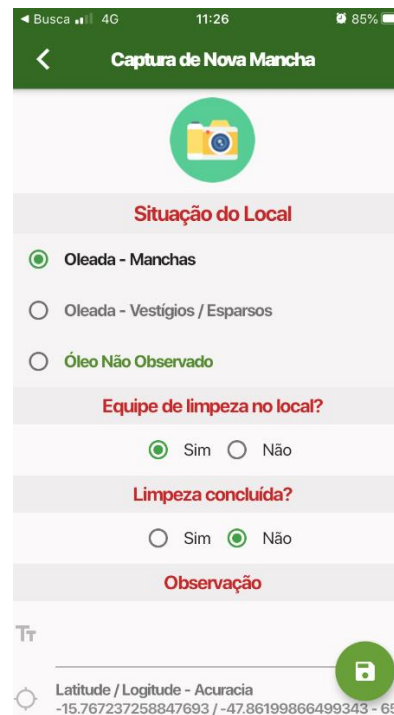 Busca 4G 11:26 85%
Captura de Nova Mancha
Situação do Local
Oleada - Manchas
Oleada - Vestígios / Esparsos
Óleo Não Observado
Equipe de limpeza no local?
Sim Não
Limpeza concluída?
Sim Não
Observação
Tт
Latitude / Logitude - Acuracia
-15.767237258847693 / -47.86199866499343 - 65